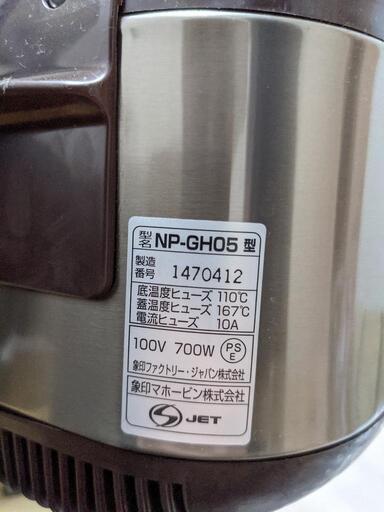 型名 NP-GH05 型
製造番号 1470412
底温度ヒューズ 110℃
蓋温度ヒューズ 167℃
電流ヒューズ 10A
100V 700W PSE
象印ファクトリー・ジャパン株式会社
象印マホービン株式会社
S JET